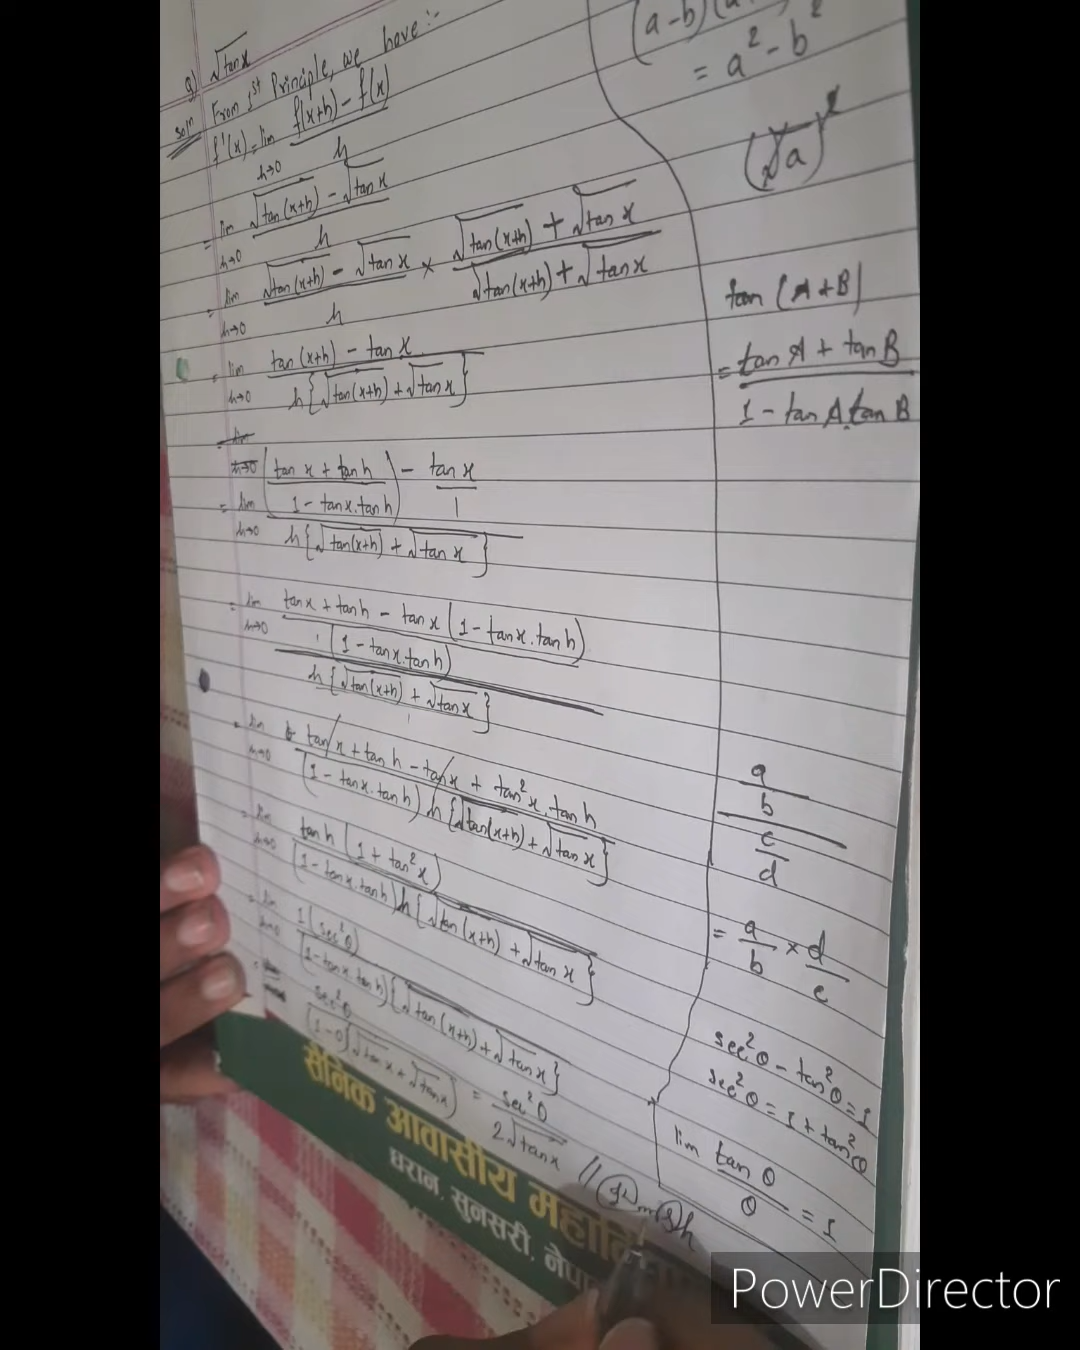 Q) √tanx
Soln From 1st Principle, we have :-
f'(x) = lim h→0 f(x+h) - f(x) / h
= lim h→0 √tan(x+h) - √tan x / h
= lim h→0 √tan(x+h) - √tan x / h × √tan(x+h) + √tan x / √tan(x+h) + √tan x
= lim h→0 tan(x+h) - tan x / h{√tan(x+h) + √tan x}
= lim h→0 (tan x + tan h / 1 - tan x.tan h) - tan x / 1 / h{√tan(x+h) + √tan x}
= lim h→0 tan x + tan h - tan x (1 - tan x.tan h) / (1 - tan x.tan h) / h{√tan(x+h) + √tan x}
= lim h→0 tan x + tan h - tan x + tan²x.tan h / (1 - tan x.tan h) h{√tan(x+h) + √tan x}
= lim h→0 tan h (1 + tan²x) / (1 - tan x.tan h) h{√tan(x+h) + √tan x}
= lim h→0 1(sec²θ) / (1 - tan x tan h){√tan(x+h) + √tan x}
= sec²θ / (1-0){√tan x + √tan x} = sec²θ / 2√tan x //
= a² - b²
(√a)²
tan (A+B)
= tan A + tan B / 1 - tan A.tan B
a / b / c / d
= a / b × d / c
sec²θ - tan²θ = 1
sec²θ = 1 + tan²θ
lim tan θ / θ = 1
सैनिक आवासीय
धरान, सुनसरी,
PowerDirector